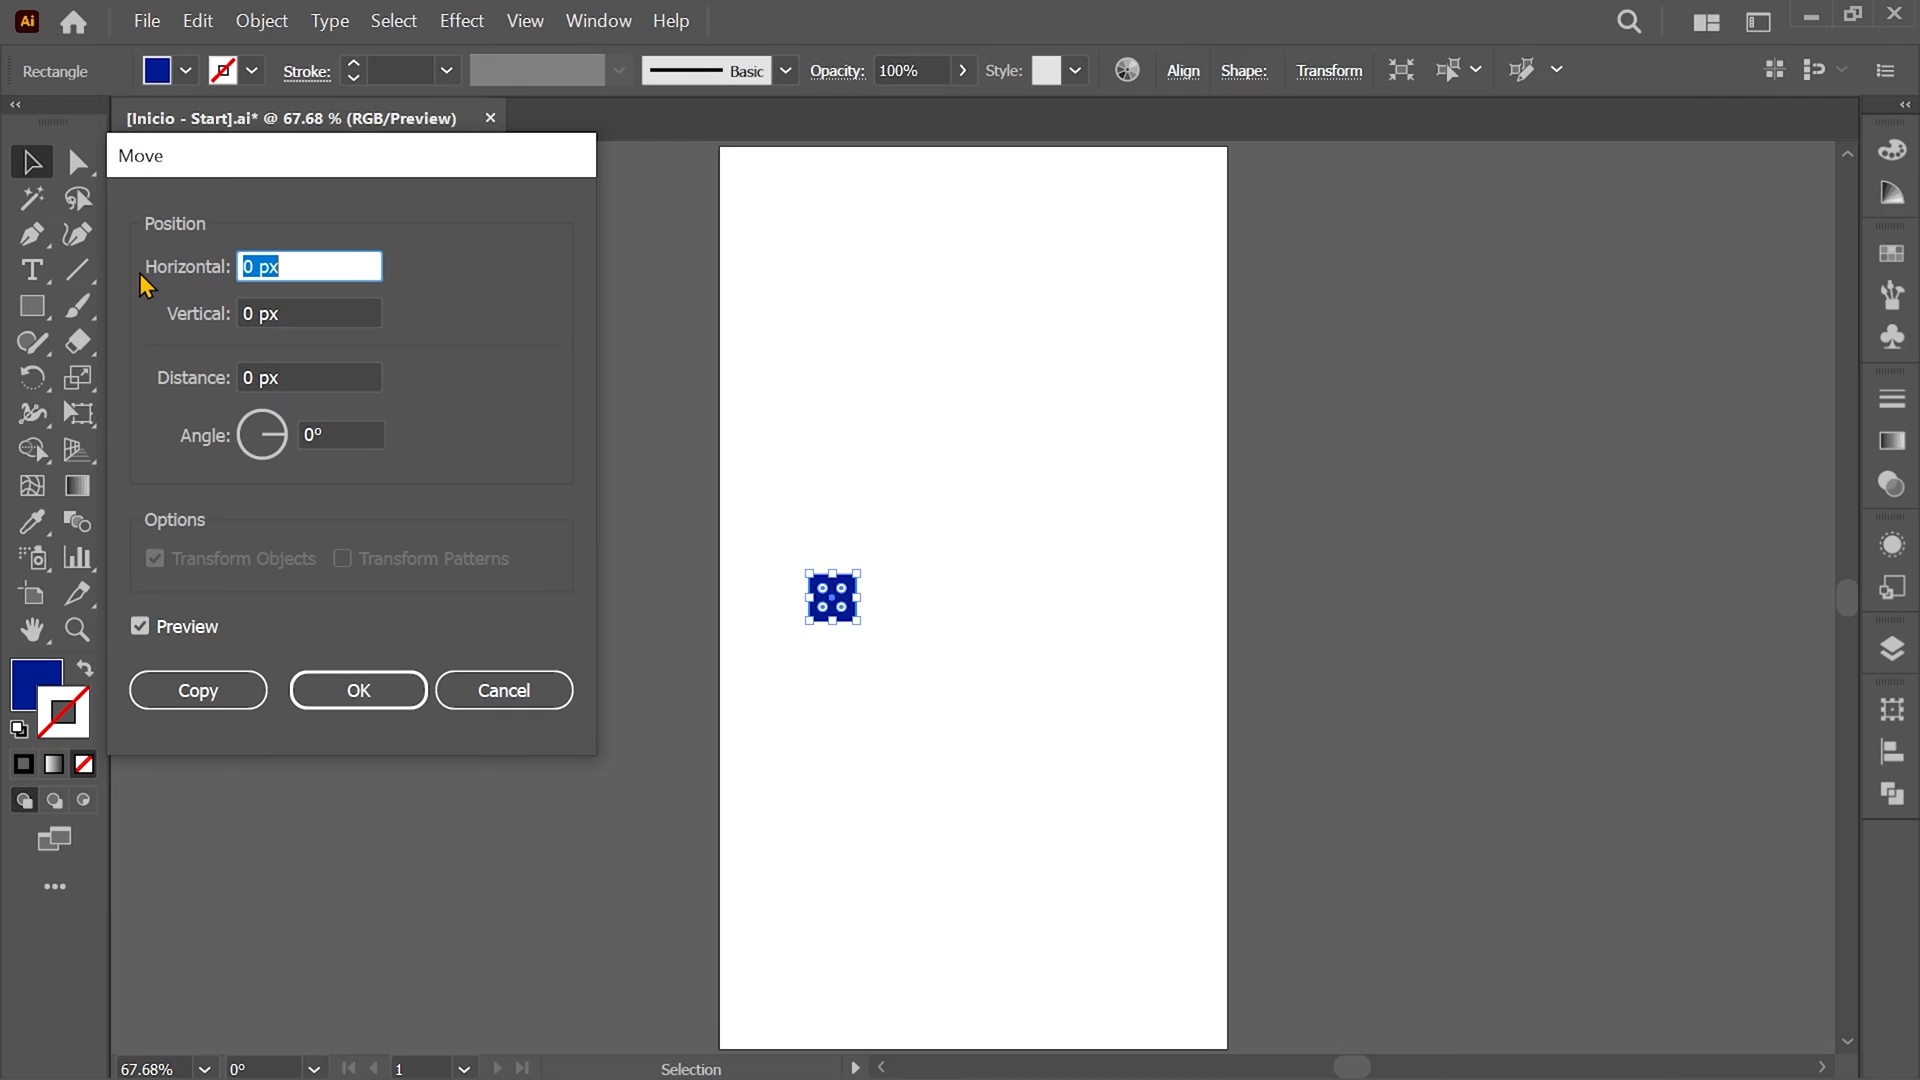 Ai File Edit Object Type Select Effect View Window Help
Rectangle Stroke: Basic Opacity: 100% Style: Align Shape: Transform
[Inicio - Start].ai* @ 67.68 % (RGB/Preview)
Move
Position
Horizontal: 0 px
Vertical: 0 px
Distance: 0 px
Angle: 0°
Options
Transform Objects Transform Patterns
Preview
Copy OK Cancel
67.68% 0° 1 Selection